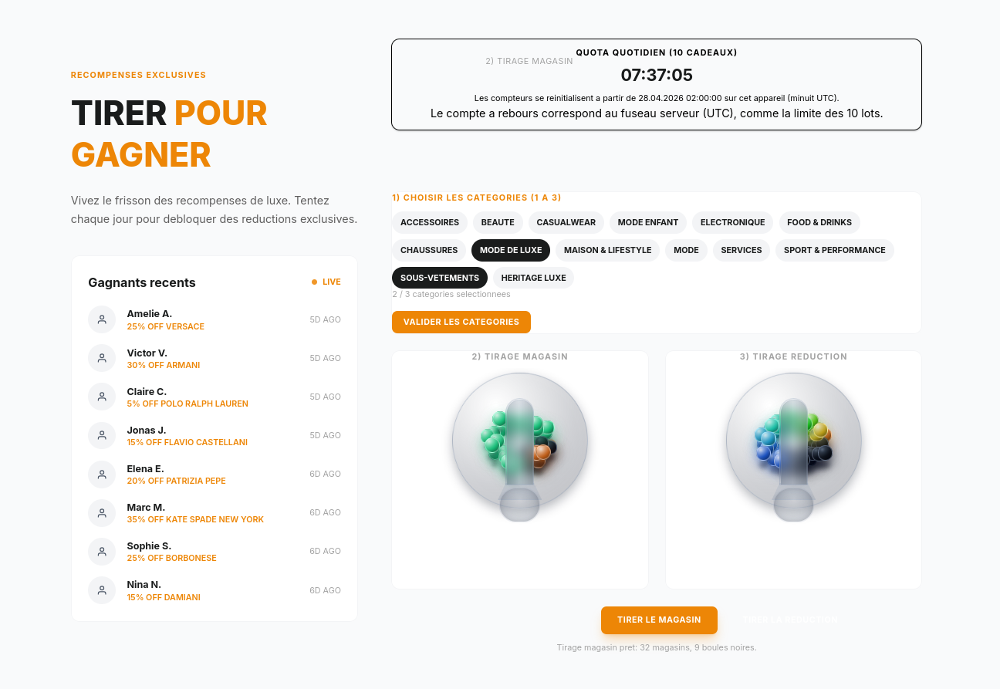 RECOMPENSES EXCLUSIVES
TIRER POUR
GAGNER
Vivez le frisson des recompenses de luxe. Tentez
chaque jour pour debloquer des reductions exclusives.
Gagnants recents
LIVE
Amelie A.
25% OFF VERSACE
5D AGO
Victor V.
30% OFF ARMANI
5D AGO
Claire C.
5% OFF POLO RALPH LAUREN
5D AGO
Jonas J.
15% OFF FLAVIO CASTELLANI
5D AGO
Elena E.
20% OFF PATRIZIA PEPE
6D AGO
Marc M.
35% OFF KATE SPADE NEW YORK
6D AGO
Sophie S.
25% OFF BORBONESE
6D AGO
Nina N.
15% OFF DAMIANI
6D AGO
QUOTA QUOTIDIEN (10 CADEAUX)
2) TIRAGE MAGASIN
07:37:05
Les compteurs se reinitialisent a partir de 28.04.2026 02:00:00 sur cet appareil (minuit UTC).
Le compte a rebours correspond au fuseau serveur (UTC), comme la limite des 10 lots.
1) CHOISIR LES CATEGORIES (1 A 3)
ACCESSOIRES BEAUTE CASUALWEAR MODE ENFANT ELECTRONIQUE FOOD & DRINKS
CHAUSSURES MODE DE LUXE MAISON & LIFESTYLE MODE SERVICES SPORT & PERFORMANCE
SOUS-VETEMENTS HERITAGE LUXE
2 / 3 categories selectionnees
VALIDER LES CATEGORIES
2) TIRAGE MAGASIN
3) TIRAGE REDUCTION
TIRER LE MAGASIN
TIRER LA REDUCTION
Tirage magasin pret: 32 magasins, 9 boules noires.